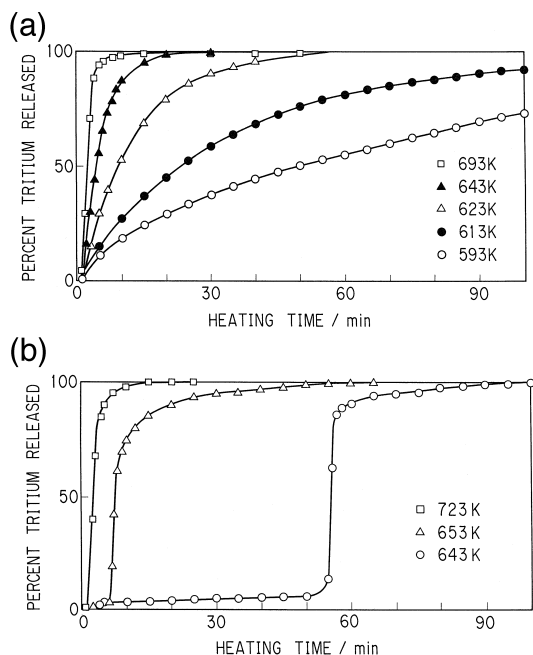 (a)
PERCENT TRITIUM RELEASED
100
50
0
0
30
60
90
HEATING TIME / min
693K
643K
623K
613K
593K
(b)
PERCENT TRITIUM RELEASED
100
50
0
0
30
60
90
HEATING TIME / min
723K
653K
643K